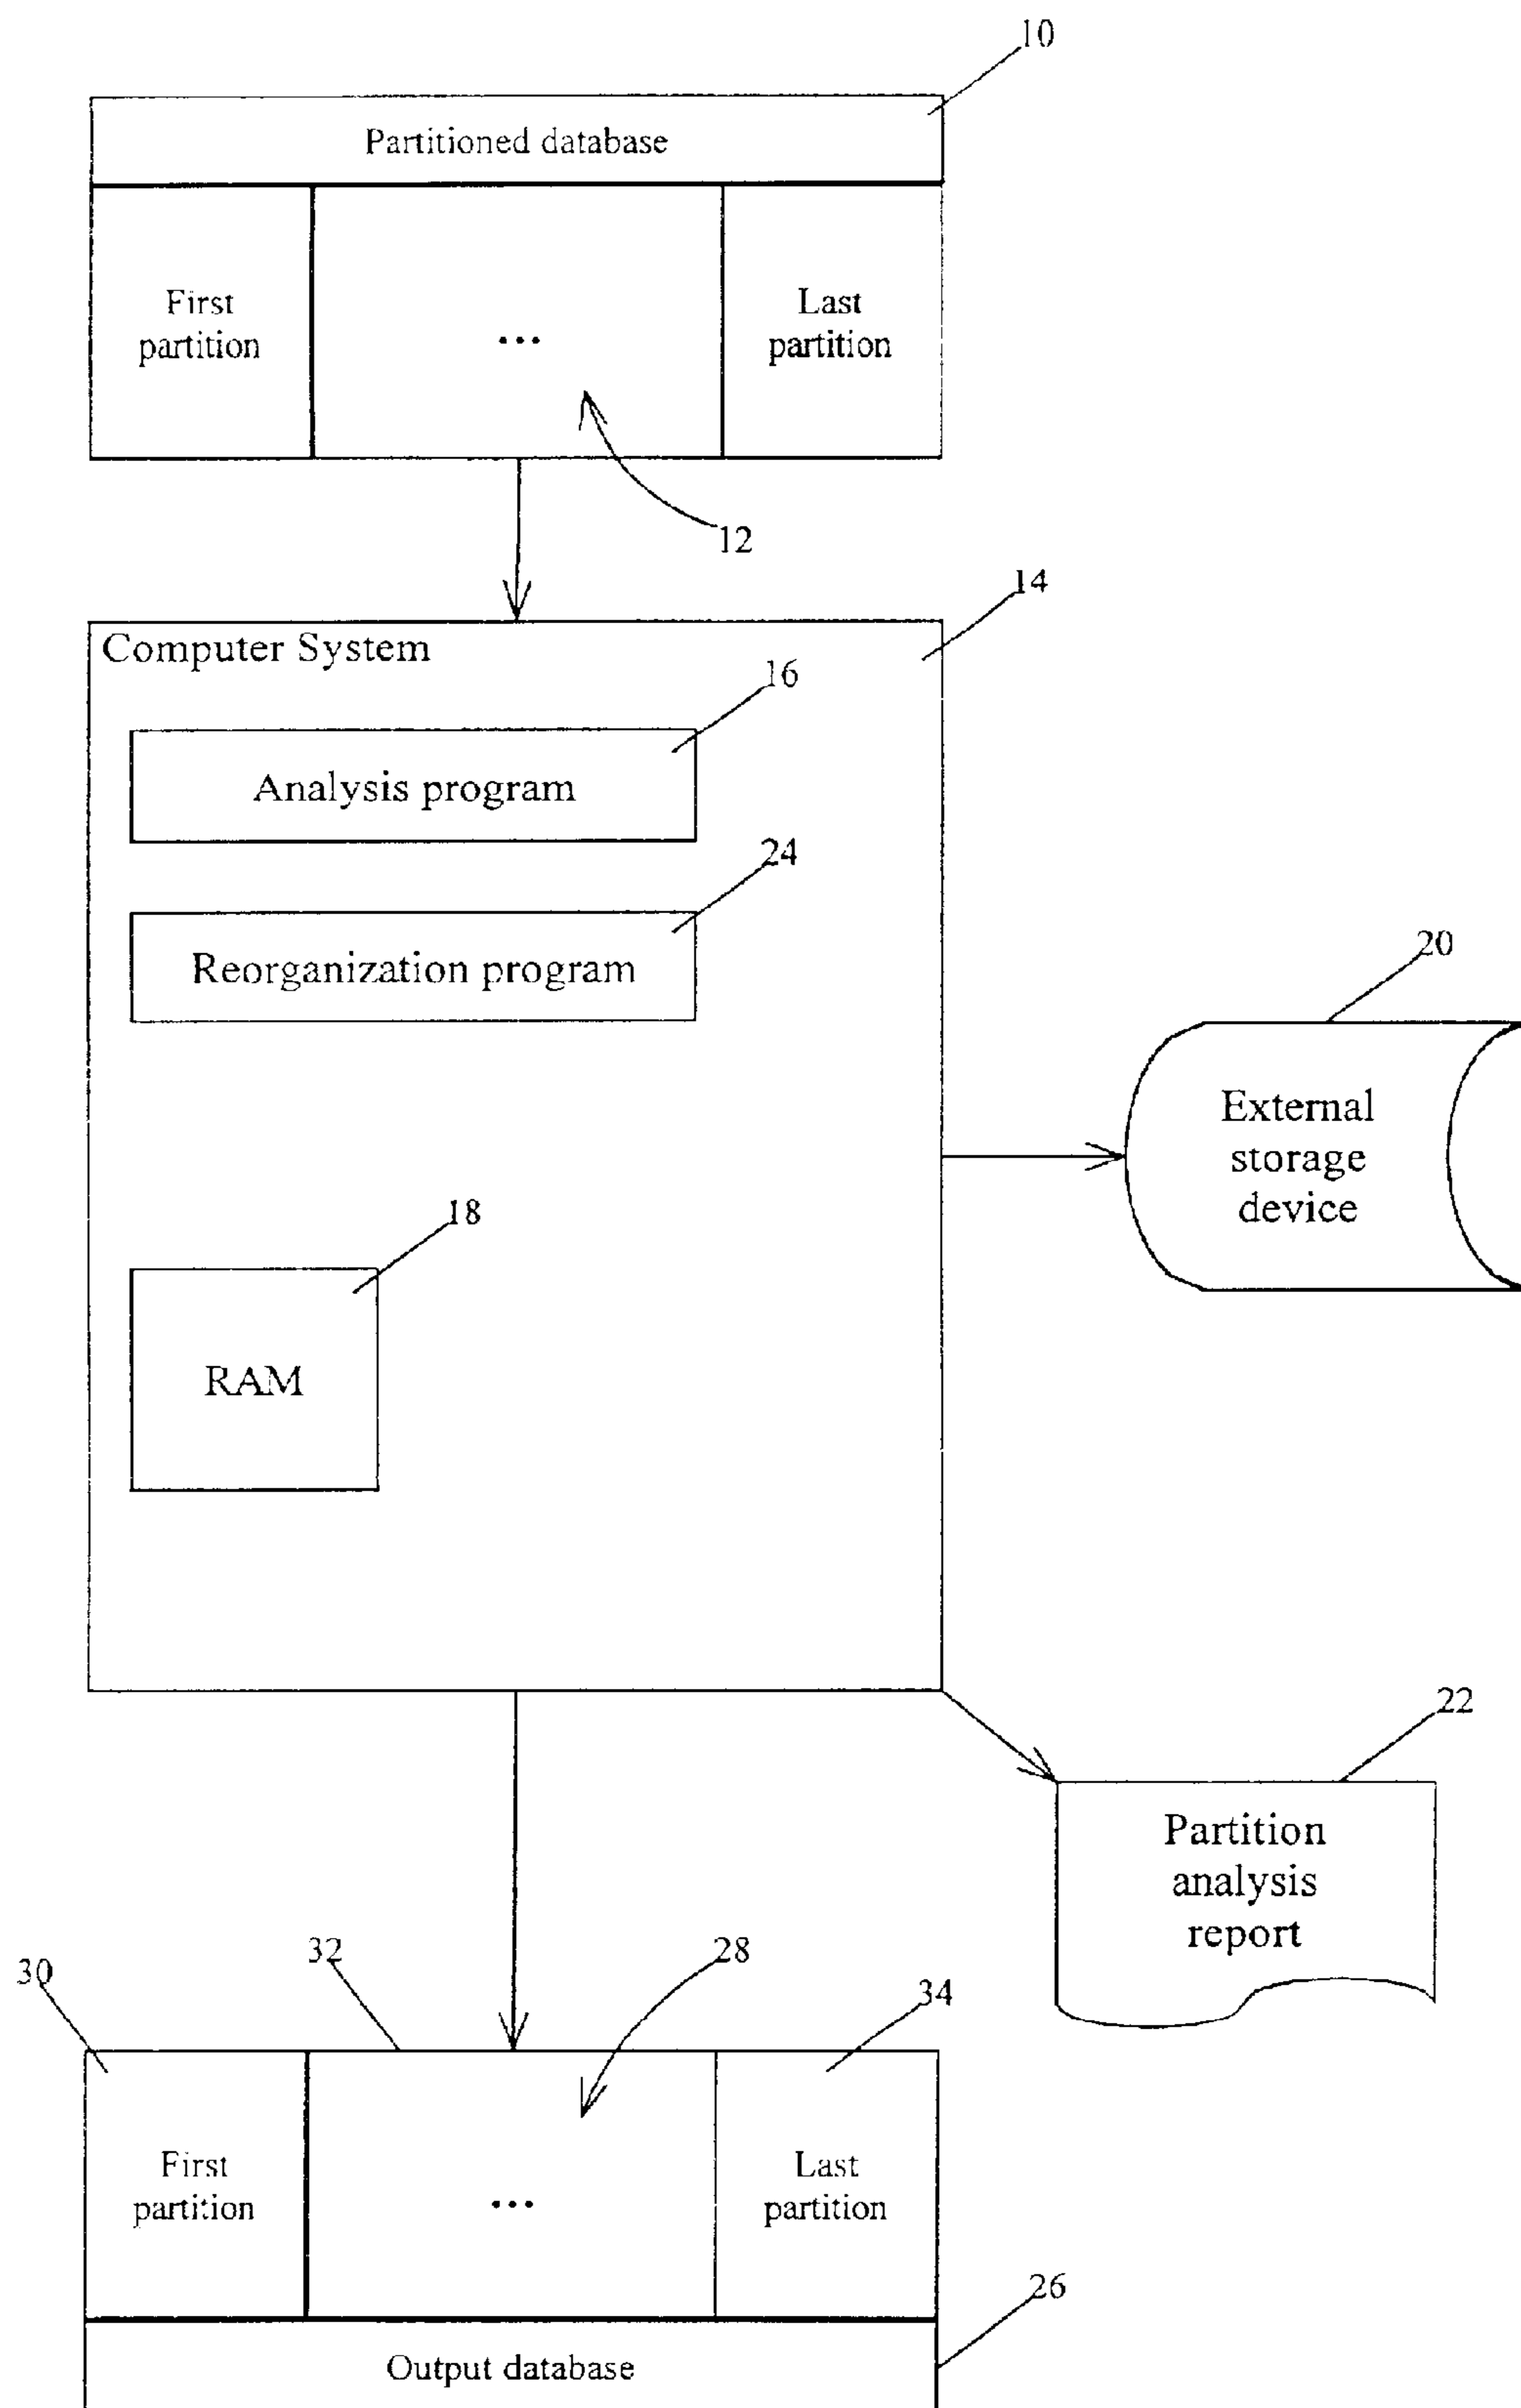 10
Partitioned database
First
partition
...
Last
partition
12
14
Computer System
16
Analysis program
24
Reorganization program
20
External
storage
device
18
RAM
22
Partition
analysis
report
30
32
28
34
First
partition
...
Last
partition
26
Output database